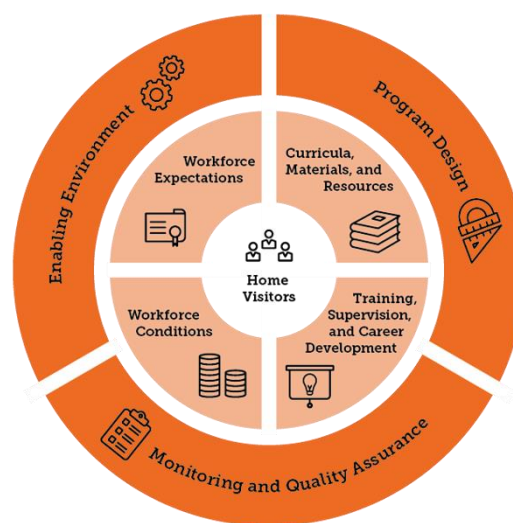 Enabling Environment
Program Design
Workforce
Expectations
Curricula,
Materials, and
Resources
Home
Visitors
Workforce
Conditions
Training,
Supervision,
and Career
Development
Monitoring and Quality Assurance